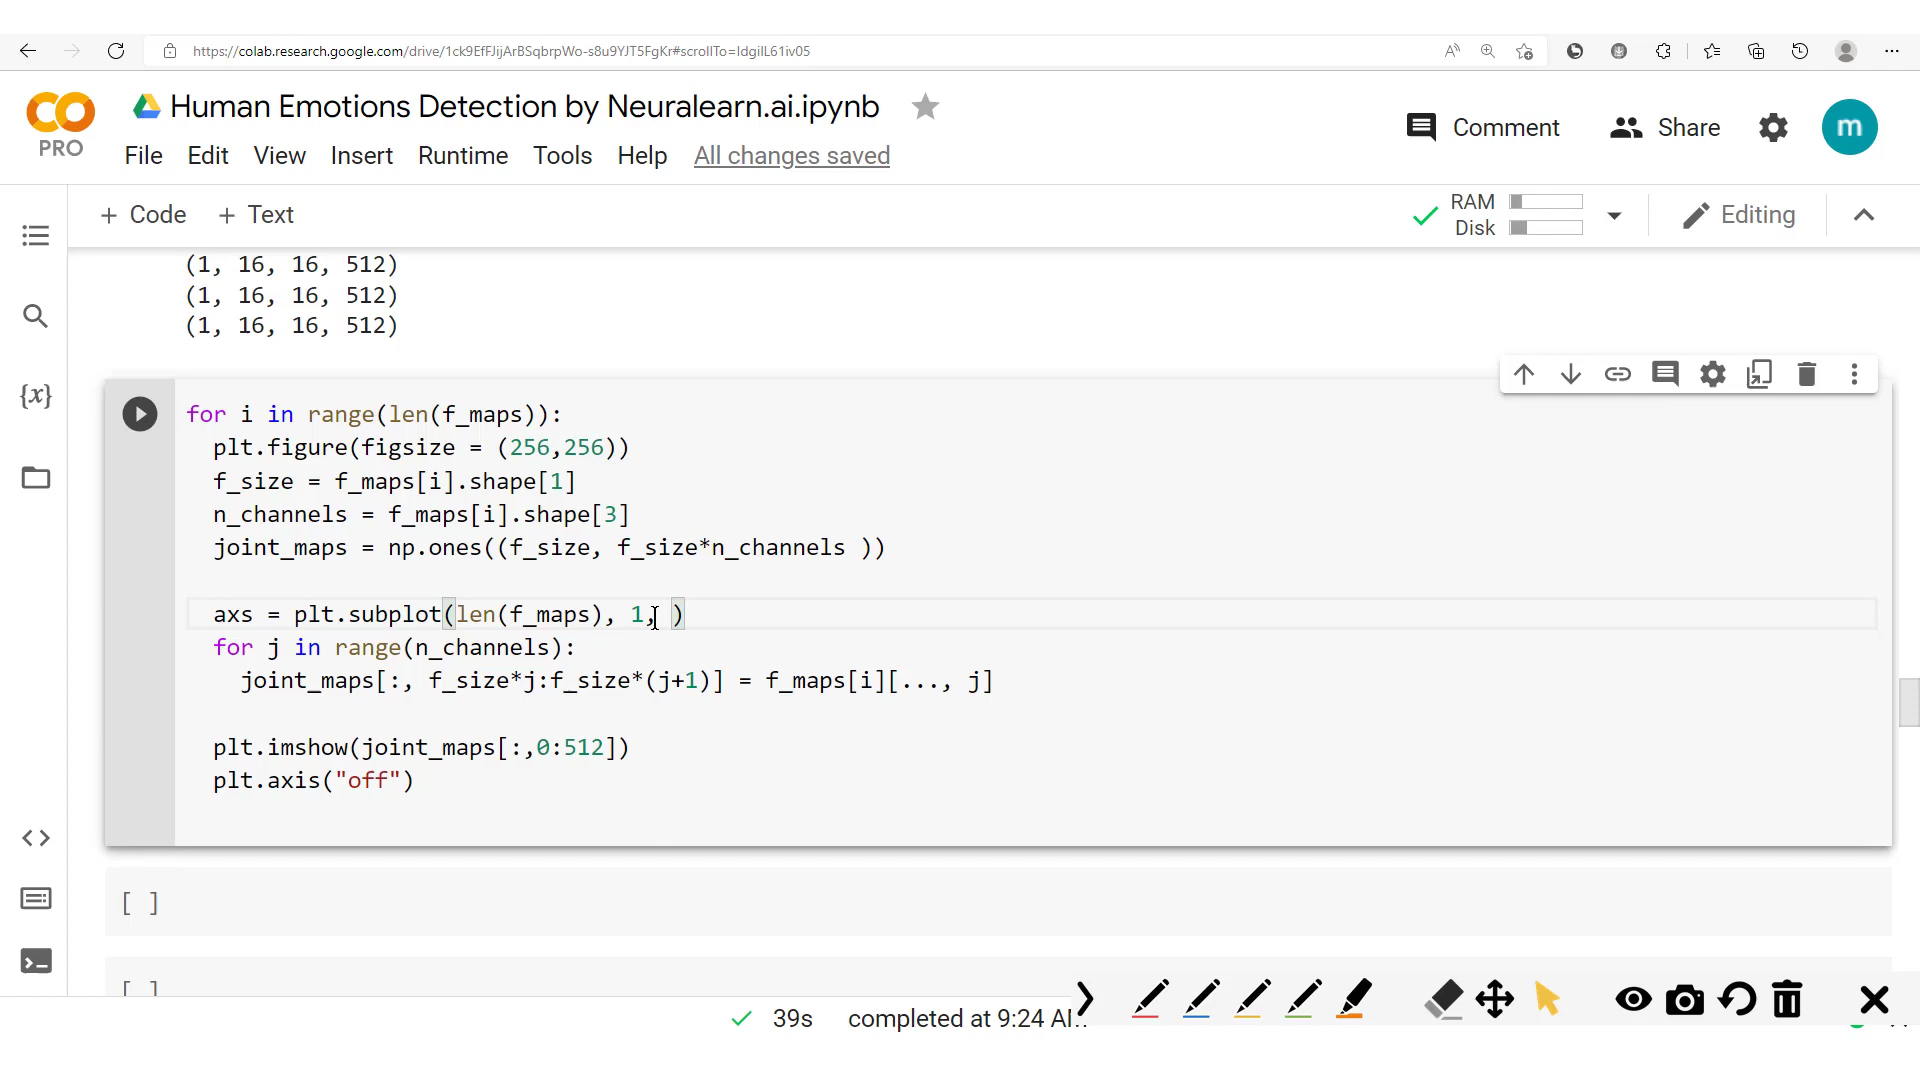 https://colab.research.google.com/drive/1ck9EfFJijArBSqbrpWo-s8u9YJT5FgKr#scrollTo=IdgilL61iv05
Human Emotions Detection by Neuralearn.ai.ipynb
PRO
File Edit View Insert Runtime Tools Help All changes saved
Comment Share m
+ Code + Text
RAM
Disk
Editing
(1, 16, 16, 512)
(1, 16, 16, 512)
(1, 16, 16, 512)
{x}
for i in range(len(f_maps)):
plt.figure(figsize = (256,256))
f_size = f_maps[i].shape[1]
n_channels = f_maps[i].shape[3]
joint_maps = np.ones((f_size, f_size*n_channels ))
axs = plt.subplot(len(f_maps), 1, )
for j in range(n_channels):
joint_maps[:, f_size*j:f_size*(j+1)] = f_maps[i][..., j]
plt.imshow(joint_maps[:,0:512])
plt.axis("off")
[ ]
[ ]
39s completed at 9:24 AM